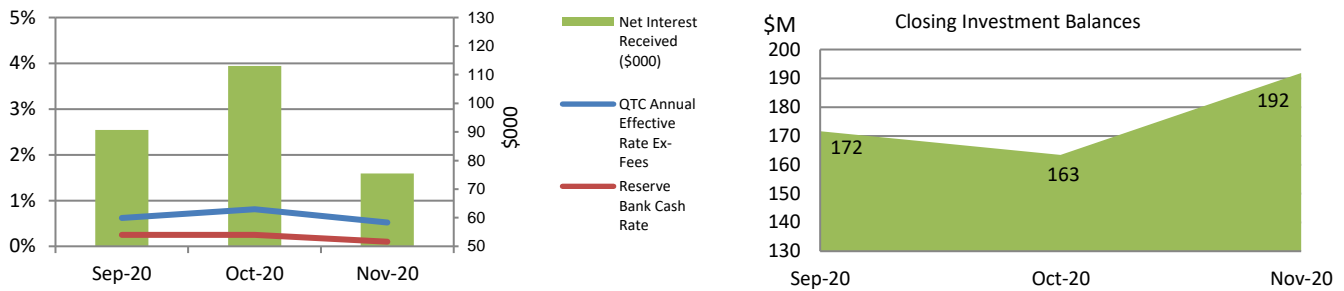 5%
4%
3%
2%
1%
0%
130
120
110
100
90
80
70
60
50
$000
Sep-20
Oct-20
Nov-20
Net Interest
Received
($000)
QTC Annual
Effective
Rate Ex-
Fees
Reserve
Bank Cash
Rate
$M
Closing Investment Balances
200
190
180
170
160
150
140
130
172
163
192
Sep-20
Oct-20
Nov-20